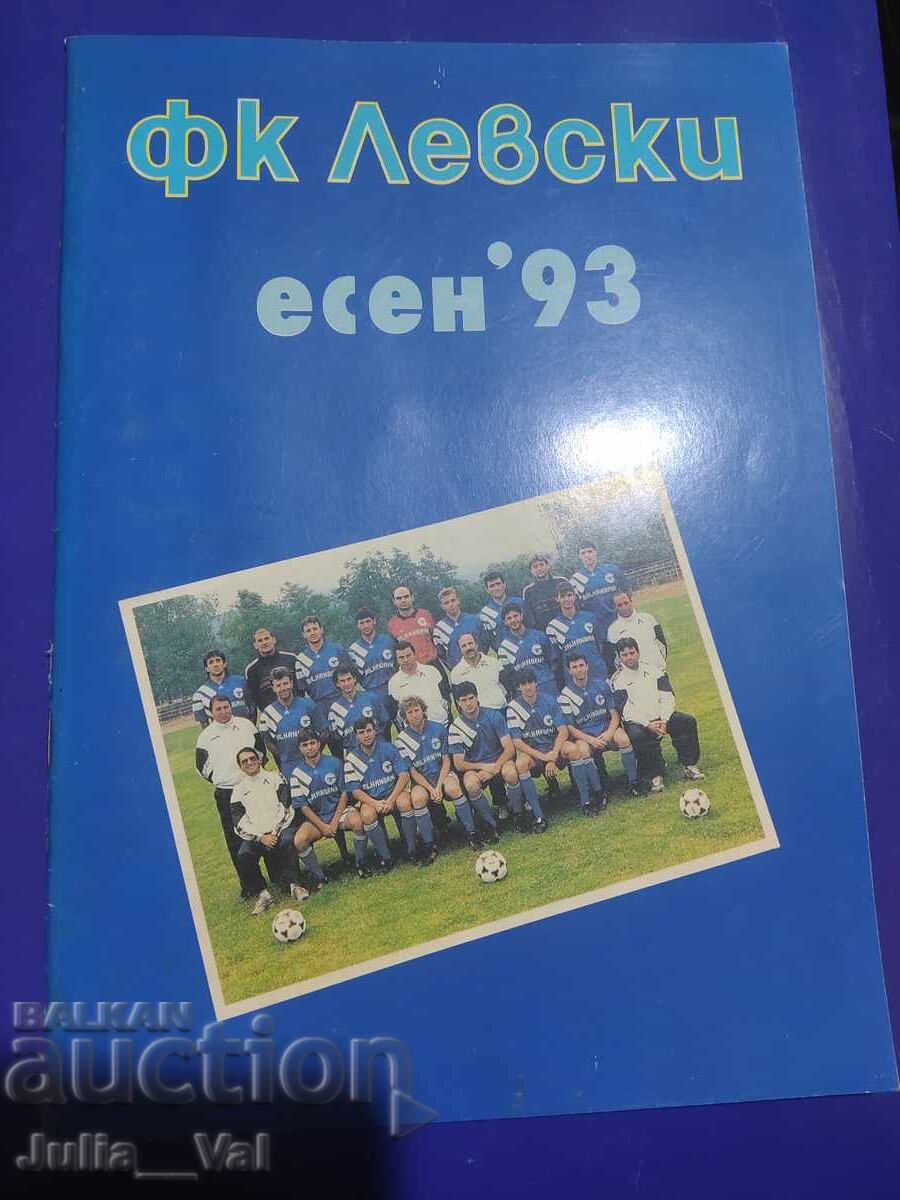 фк Левски
есен'93
BALKAN
auction
Julia__Val